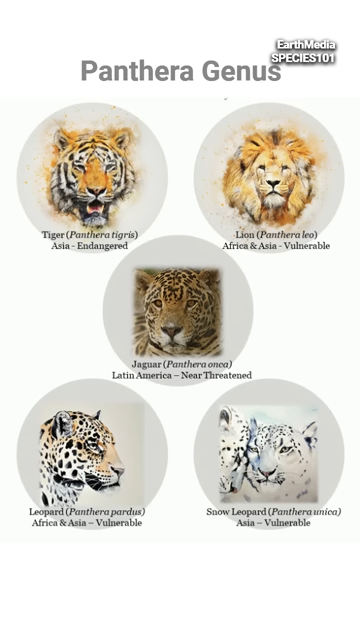 EarthMedia
SPECIES101
Panthera Genus
Tiger (Panthera tigris)
Asia - Endangered
Lion (Panthera leo)
Africa & Asia - Vulnerable
Jaguar (Panthera onca)
Latin America – Near Threatened
Leopard (Panthera pardus)
Africa & Asia – Vulnerable
Snow Leopard (Panthera unica)
Asia – Vulnerable